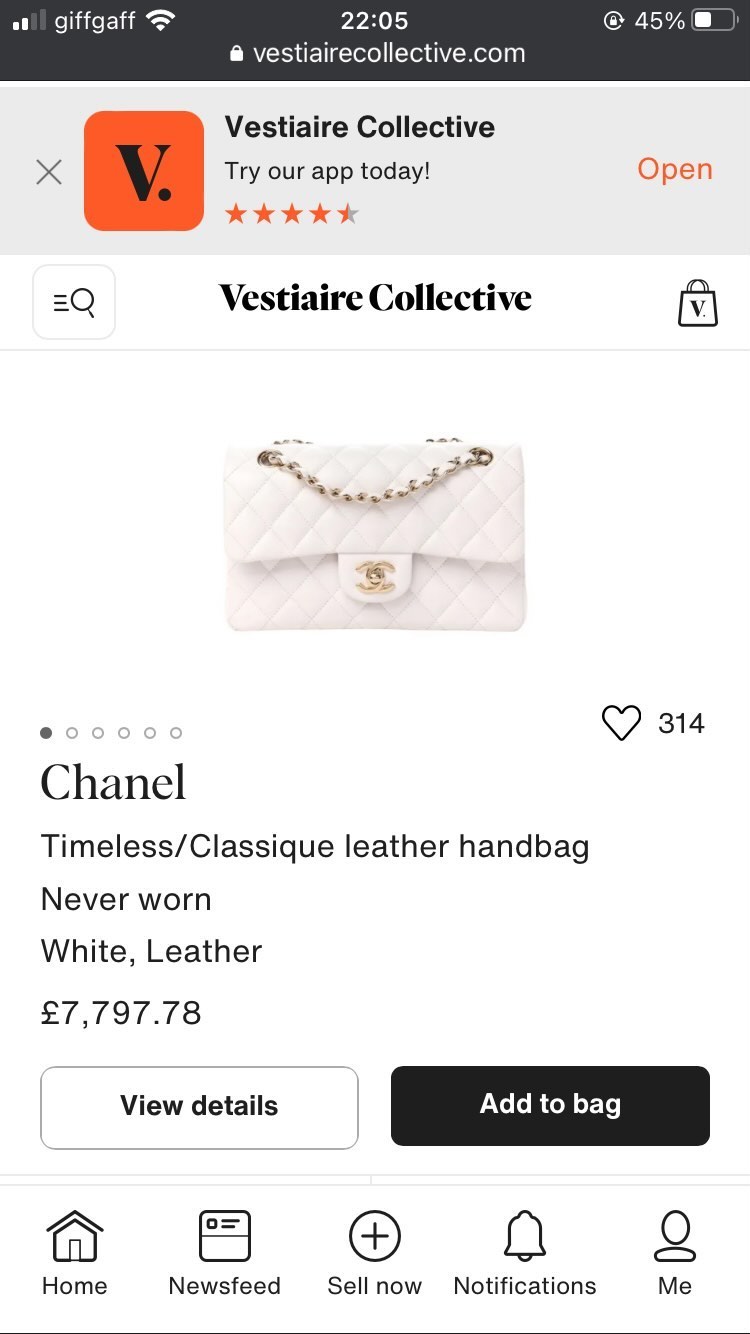 giffgaff 22:05 45%
vestiairecollective.com
V.
Vestiaire Collective
Try our app today!
Open
Vestiaire Collective
V.
314
Chanel
Timeless/Classique leather handbag
Never worn
White, Leather
£7,797.78
View details Add to bag
Home Newsfeed Sell now Notifications Me